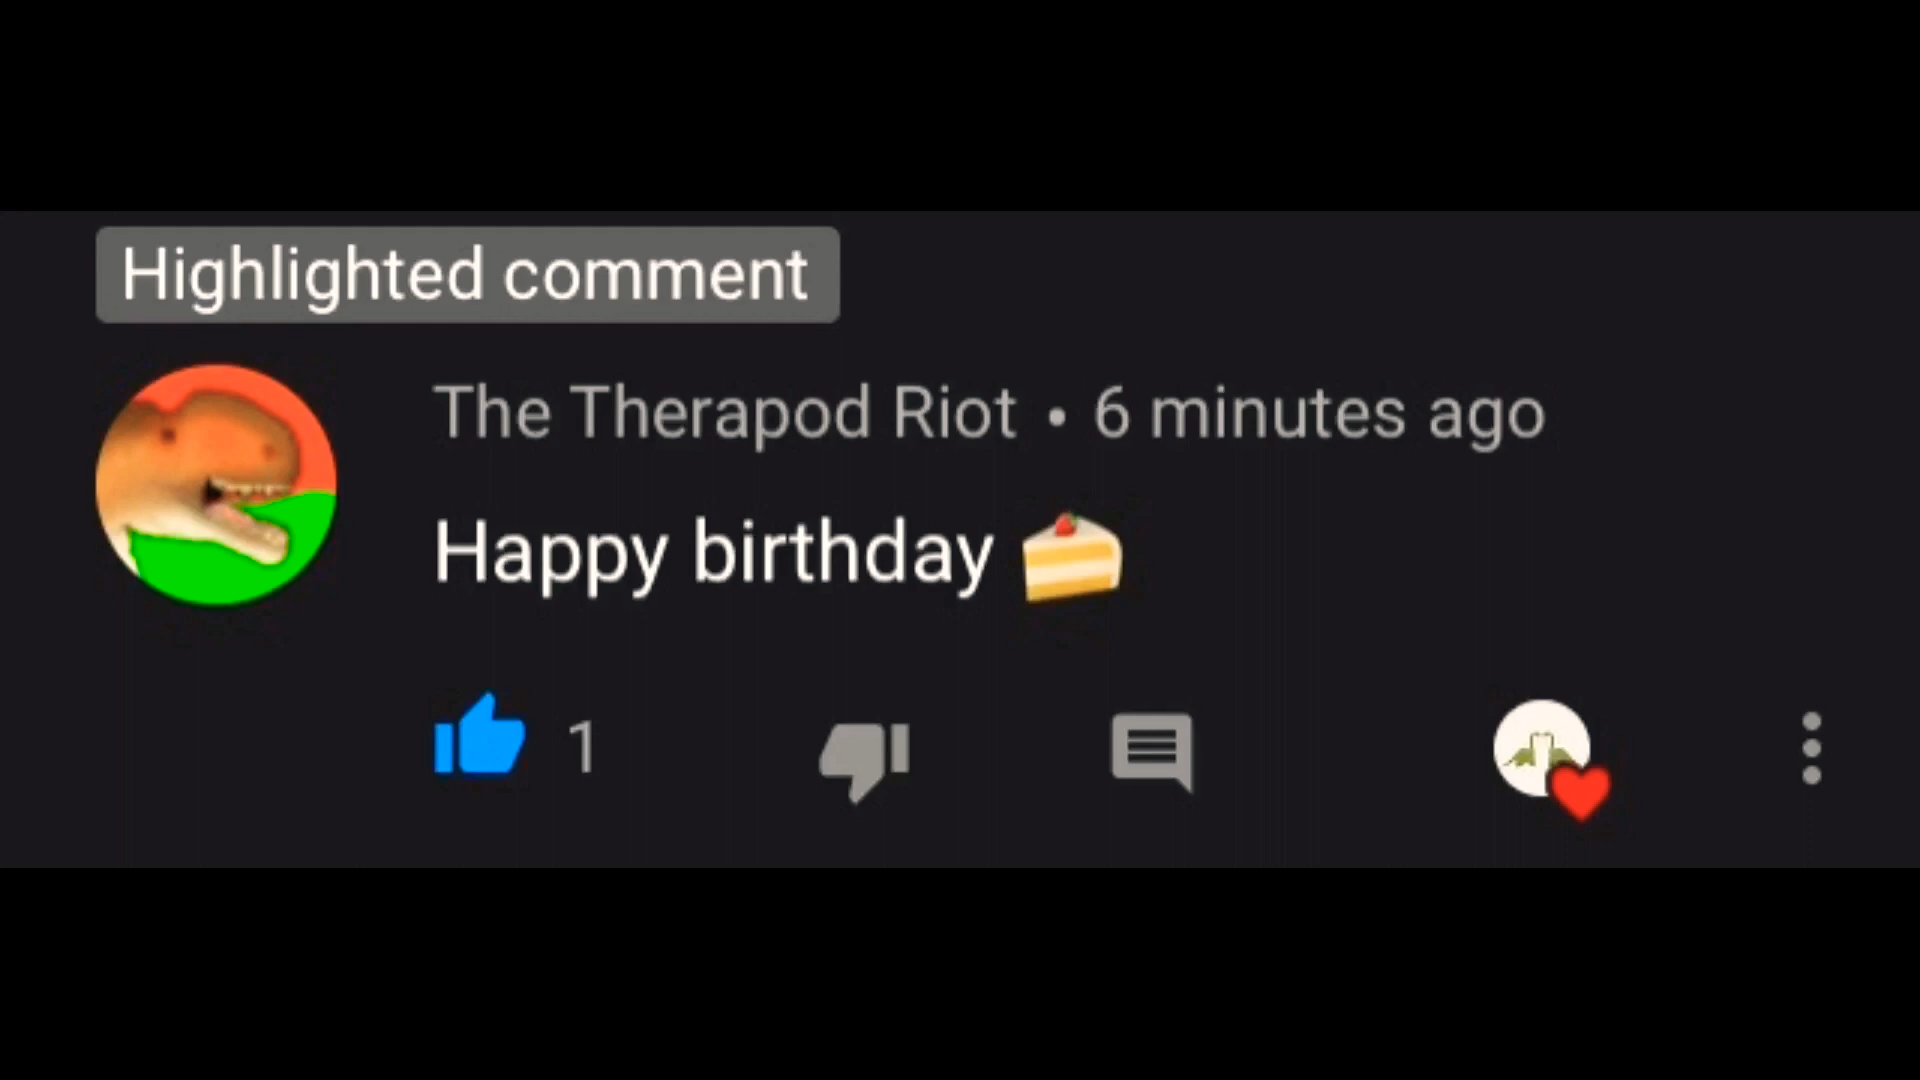 Highlighted comment
The Therapod Riot • 6 minutes ago
Happy birthday 🍰
1